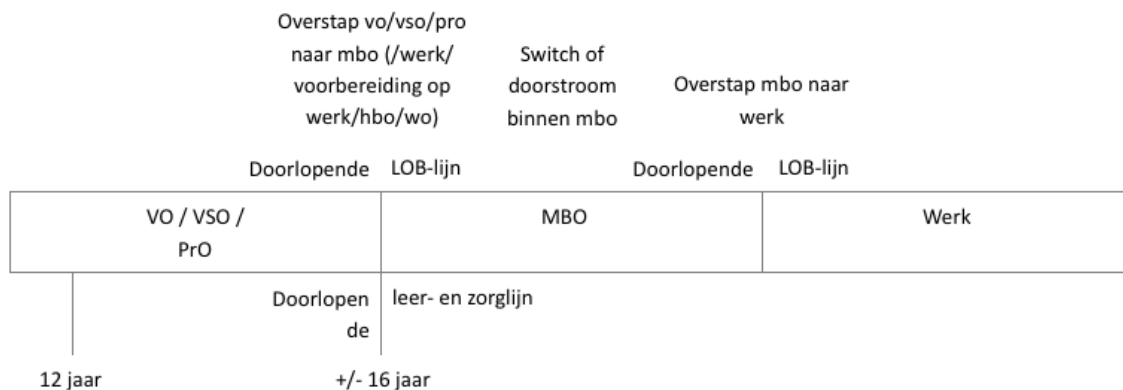 Overstap vo/vso/pro
naar mbo (/werk/
voorbereiding op
werk/hbo/wo)
Switch of
doorstroom
binnen mbo
Overstap mbo naar
werk
Doorlopende LOB-lijn
Doorlopende LOB-lijn
VO / VSO /
PrO
MBO
Werk
Doorlopen
de
leer- en zorglijn
12 jaar
+/- 16 jaar